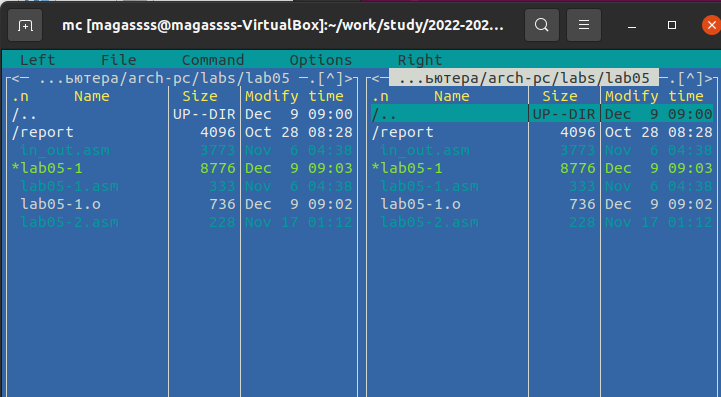 mc [magassss@magassss-VirtualBox]:~/work/study/2022-202...
Left File Command Options Right
<─ ...ьютера/arch-pc/labs/lab05 ─.[^]> <─ ...ьютера/arch-pc/labs/lab05 ─.[^]>
.n Name Size Modify time .n Name Size Modify time
/.. UP--DIR Dec 9 09:00 /.. UP--DIR Dec 9 09:00
/report 4096 Oct 28 08:28 /report 4096 Oct 28 08:28
in_out.asm 3773 Nov 6 04:38 in_out.asm 3773 Nov 6 04:38
*lab05-1 8776 Dec 9 09:03 *lab05-1 8776 Dec 9 09:03
lab05-1.asm 333 Nov 6 04:38 lab05-1.asm 333 Nov 6 04:38
lab05-1.o 736 Dec 9 09:02 lab05-1.o 736 Dec 9 09:02
lab05-2.asm 228 Nov 17 01:12 lab05-2.asm 228 Nov 17 01:12